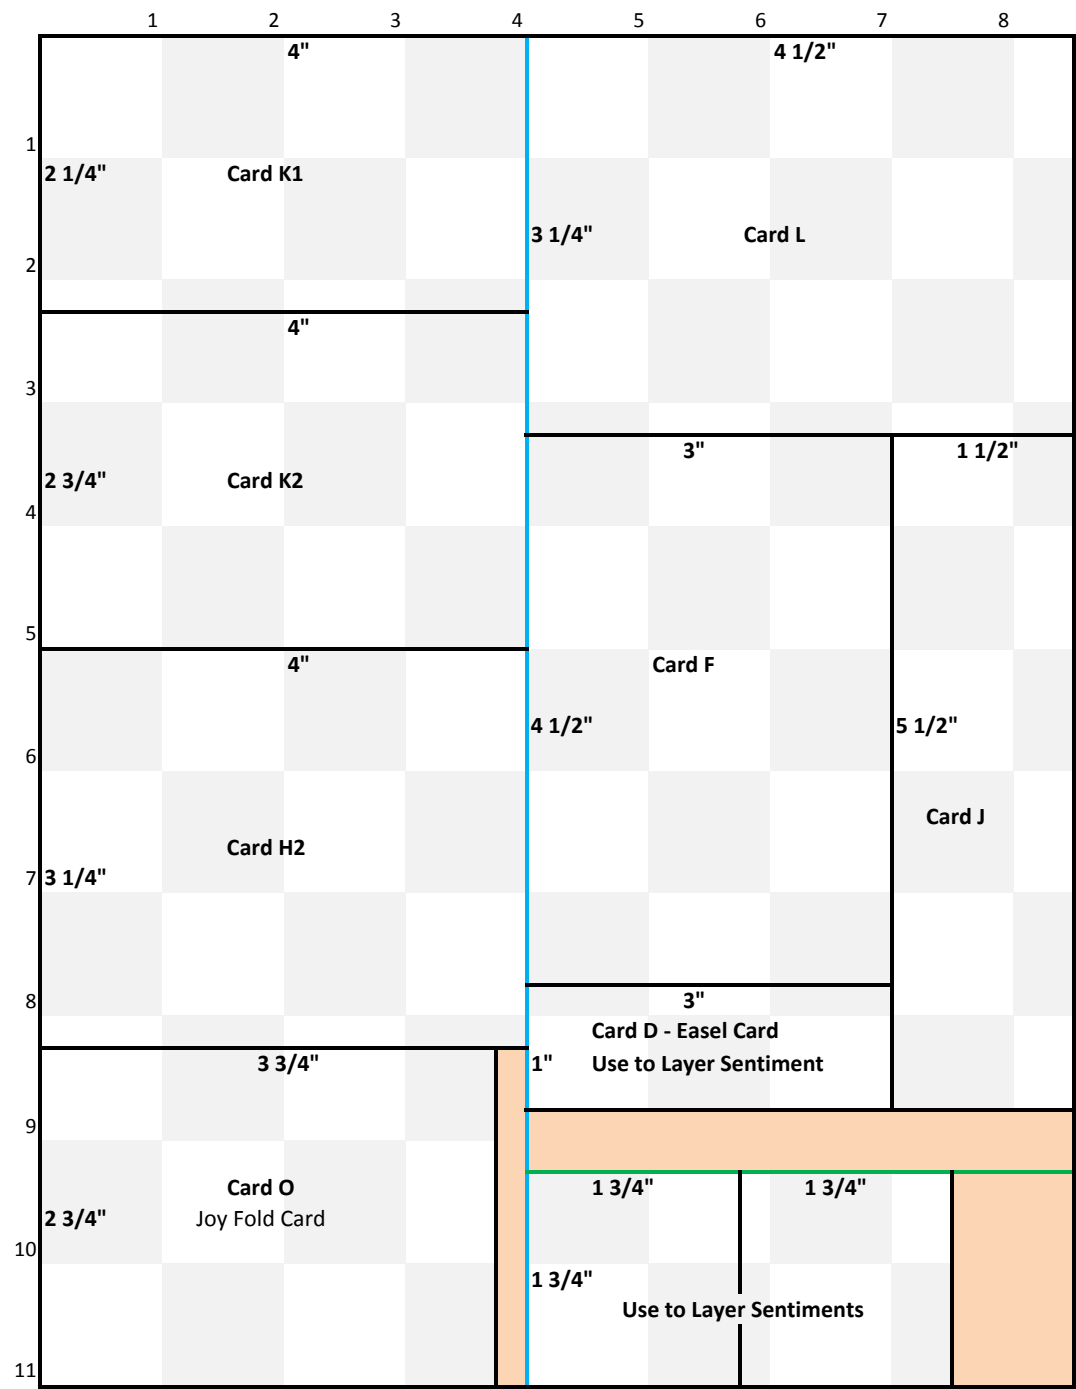 1 2 3 4 5 6 7 8
4" 4 1/2"
1
2 1/4" Card K1
3 1/4" Card L
2
4"
3
3" 1 1/2"
2 3/4" Card K2
4
5
4" Card F
4 1/2" 5 1/2"
6
Card J
Card H2
7 3 1/4"
8 3"
Card D - Easel Card
3 3/4" 1" Use to Layer Sentiment
9
Card O 1 3/4" 1 3/4"
2 3/4" Joy Fold Card
10
1 3/4"
Use to Layer Sentiments
11